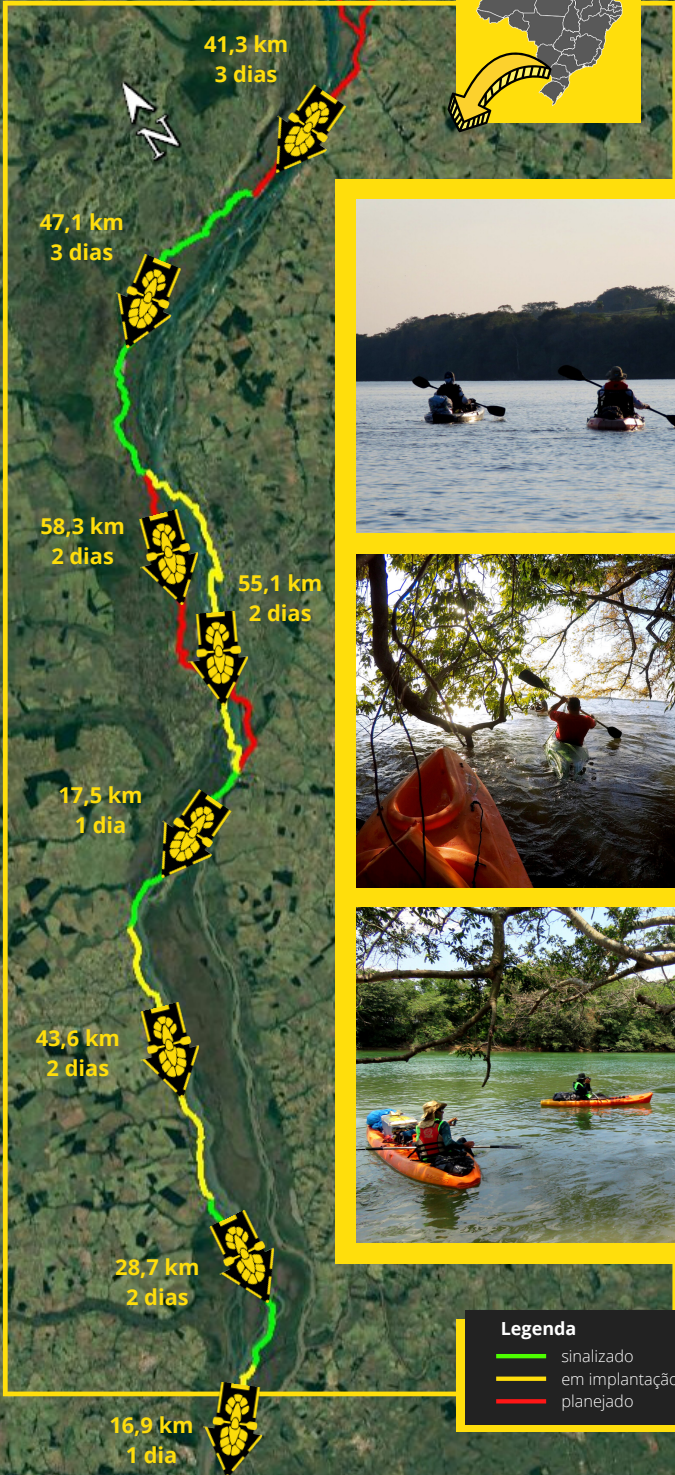 41,3 km
3 dias
N
47,1 km
3 dias
58,3 km
2 dias
55,1 km
2 dias
17,5 km
1 dia
43,6 km
2 dias
28,7 km
2 dias
16,9 km
1 dia
Legenda
sinalizado
em implantação
planejado